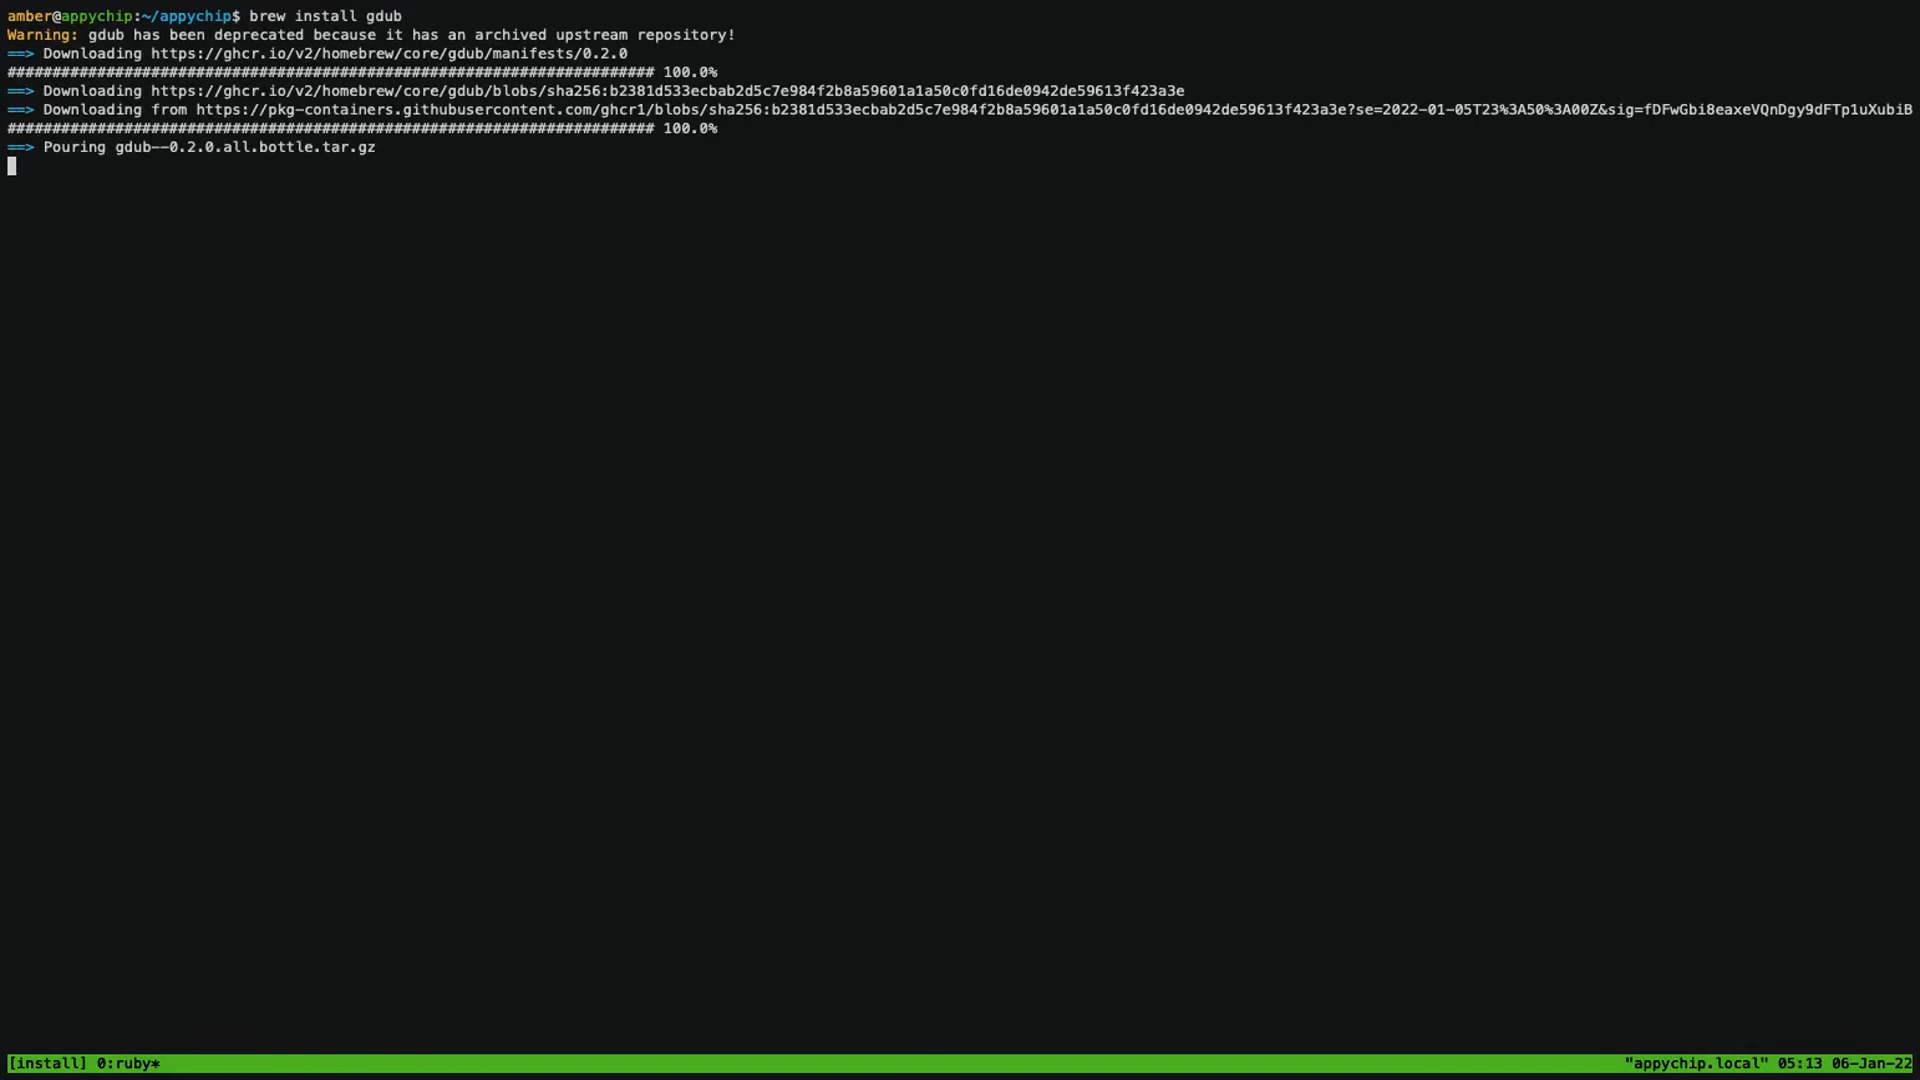 amber@appychip:~/appychip$ brew install gdub
Warning: gdub has been deprecated because it has an archived upstream repository!
==> Downloading https://ghcr.io/v2/homebrew/core/gdub/manifests/0.2.0
######################################################################## 100.0%
==> Downloading https://ghcr.io/v2/homebrew/core/gdub/blobs/sha256:b2381d533ecbab2d5c7e984f2b8a59601a1a50c0fd16de0942de59613f423a3e
==> Downloading from https://pkg-containers.githubusercontent.com/ghcr1/blobs/sha256:b2381d533ecbab2d5c7e984f2b8a59601a1a50c0fd16de0942de59613f423a3e?se=2022-01-05T23%3A50%3A00Z&sig=fDFwGbi8eaxeVQnDgy9dFTp1uXubiB
######################################################################## 100.0%
==> Pouring gdub--0.2.0.all.bottle.tar.gz
[install] 0:ruby* "appychip.local" 05:13 06-Jan-22